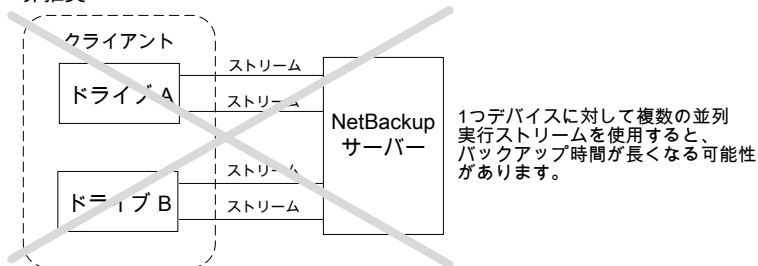 クライアント
ストリーム
ドライブ A
ストリーム
NetBackup
サーバー
1つデバイスに対して複数の並列
実行ストリームを使用すると、
バックアップ時間が長くなる可能性
があります。
ストリーム
ドライブ B
ストリーム